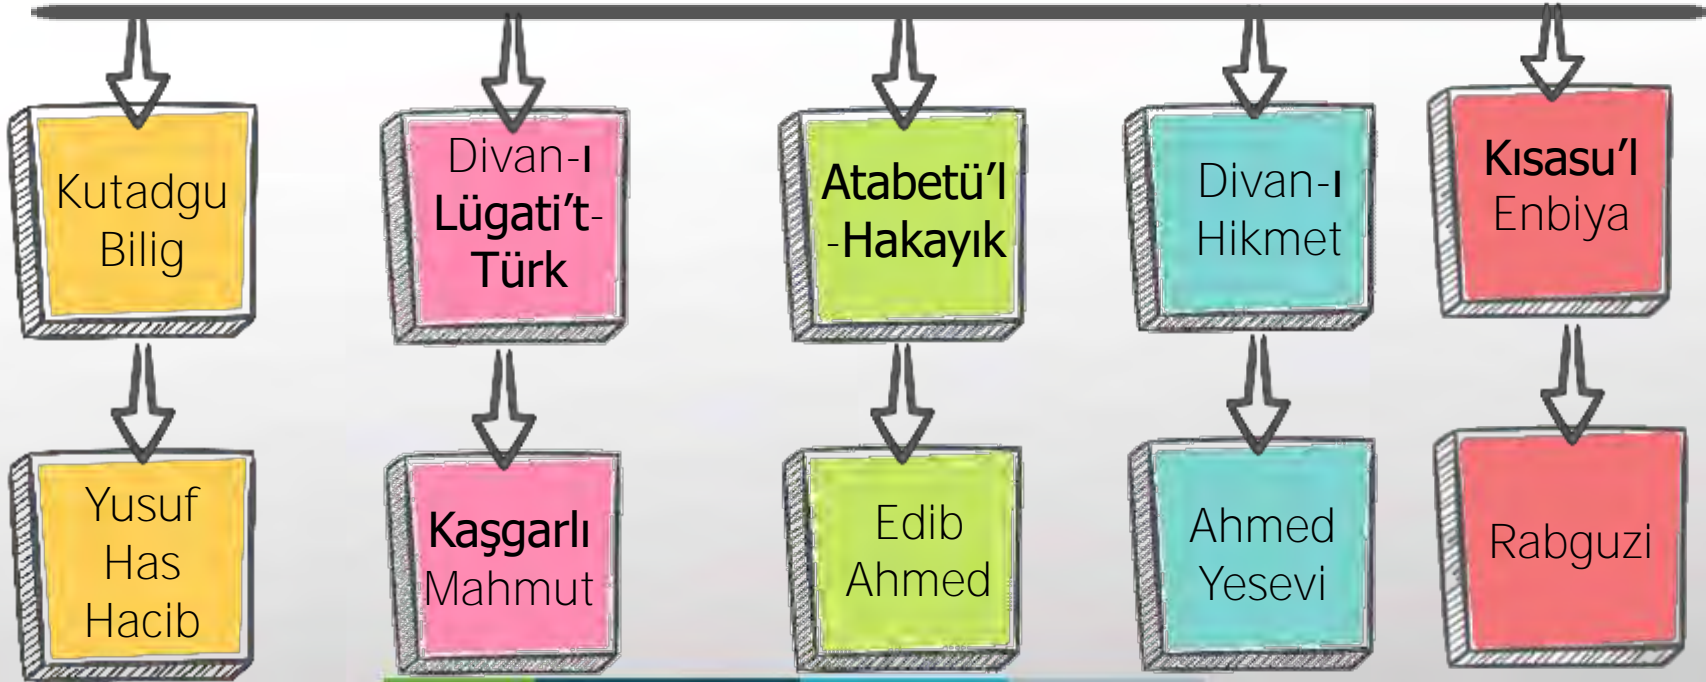 Kutadgu
Bilig
Divan-ı
Lügati't-
Türk
Atabetü'l
-Hakayık
Divan-ı
Hikmet
Kısasu'l
Enbiya
Yusuf
Has
Hacib
Kaşgarlı
Mahmut
Edib
Ahmed
Ahmed
Yesevi
Rabguzi